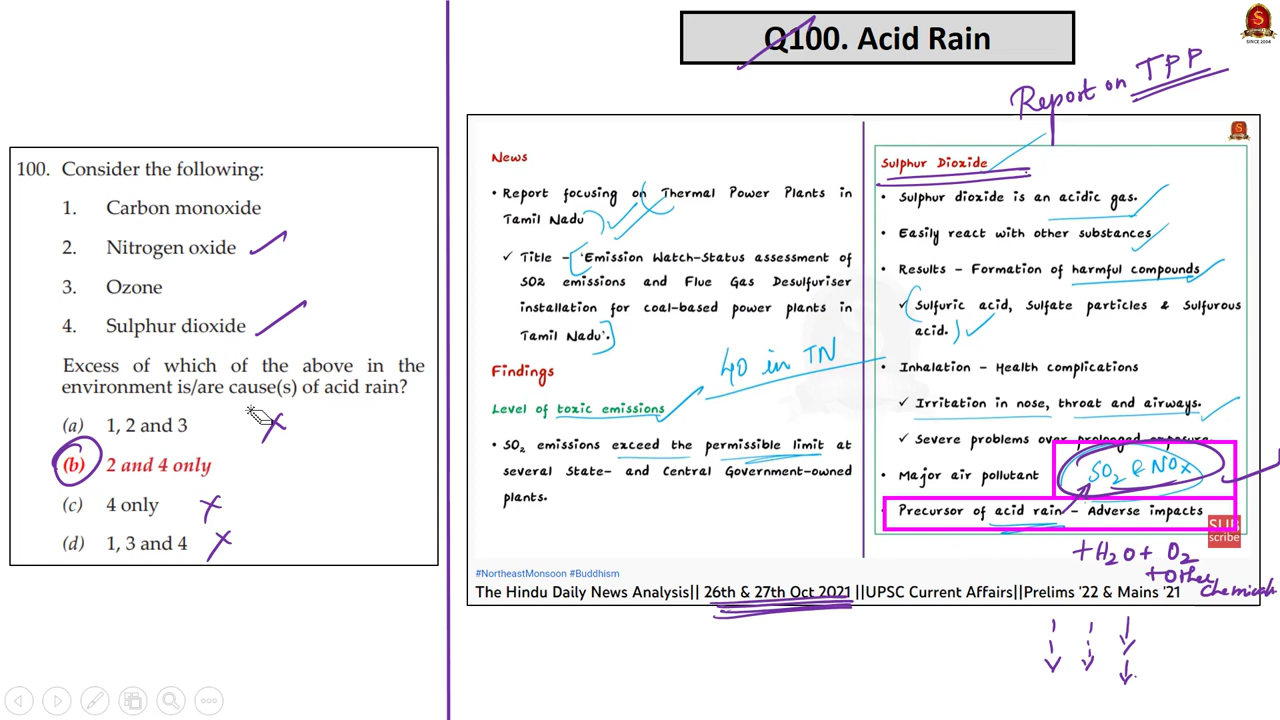 Q100. Acid Rain
SINCE 2004
Report on TPP
100. Consider the following:
1. Carbon monoxide
2. Nitrogen oxide
3. Ozone
4. Sulphur dioxide
Excess of which of the above in the
environment is/are cause(s) of acid rain?
(a) 1, 2 and 3
(b) 2 and 4 only
(c) 4 only
(d) 1, 3 and 4
News
• Report focusing on Thermal Power Plants in
Tamil Nadu
✓ Title – 'Emission Watch-Status assessment of
SO2 emissions and Flue Gas Desulfuriser
installation for coal-based power plants in
Tamil Nadu'.
40 in TN
Findings
Level of toxic emissions
• SO₂ emissions exceed the permissible limit at
several State- and Central Government-owned
plants.
Sulphur Dioxide
• Sulphur dioxide is an acidic gas.
• Easily react with other substances
• Results – Formation of harmful compounds
✓ Sulfuric acid, Sulfate particles & Sulfurous
acid.
• Inhalation – Health complications
✓ Irritation in nose, throat and airways.
✓ Severe problems over prolonged exposure
• Major air pollutant
SO₂ & NOx
• Precursor of acid rain – Adverse impacts
SUB
scribe
+ H₂O + O₂
+ Other
Chemicals
#NortheastMonsoon #Buddhism
The Hindu Daily News Analysis|| 26th & 27th Oct 2021 ||UPSC Current Affairs||Prelims '22 & Mains '21